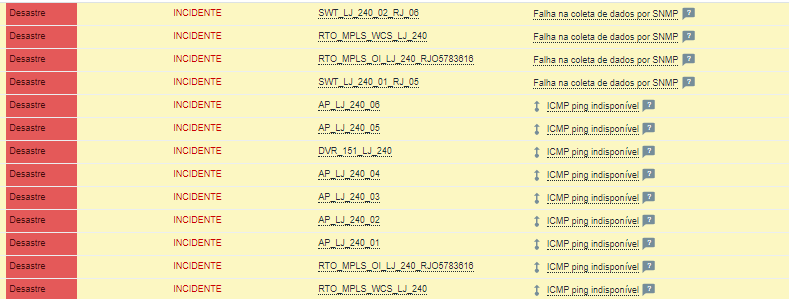 Desastre INCIDENTE SWT_LJ_240_02_RJ_06 Falha na coleta de dados por SNMP ?
Desastre INCIDENTE RTO_MPLS_WCS_LJ_240 Falha na coleta de dados por SNMP ?
Desastre INCIDENTE RTO_MPLS_OI_LJ_240_RJO5783616 Falha na coleta de dados por SNMP ?
Desastre INCIDENTE SWT_LJ_240_01_RJ_05 Falha na coleta de dados por SNMP ?
Desastre INCIDENTE AP_LJ_240_06 ICMP ping indisponível ?
Desastre INCIDENTE AP_LJ_240_05 ICMP ping indisponível ?
Desastre INCIDENTE DVR_151_LJ_240 ICMP ping indisponível ?
Desastre INCIDENTE AP_LJ_240_04 ICMP ping indisponível ?
Desastre INCIDENTE AP_LJ_240_03 ICMP ping indisponível ?
Desastre INCIDENTE AP_LJ_240_02 ICMP ping indisponível ?
Desastre INCIDENTE AP_LJ_240_01 ICMP ping indisponível ?
Desastre INCIDENTE RTO_MPLS_OI_LJ_240_RJO5783616 ICMP ping indisponível ?
Desastre INCIDENTE RTO_MPLS_WCS_LJ_240 ICMP ping indisponível ?